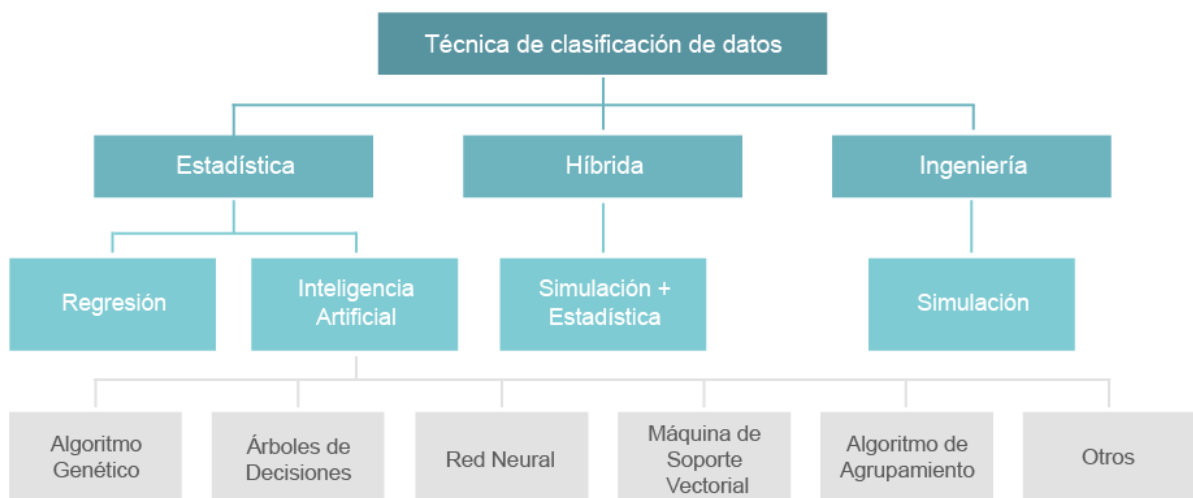 Técnica de clasificación de datos
Estadística
Híbrida
Ingeniería
Regresión
Inteligencia
Artificial
Simulación +
Estadística
Simulación
Algoritmo
Genético
Árboles de
Decisiones
Red Neural
Máquina de
Soporte
Vectorial
Algoritmo de
Agrupamiento
Otros